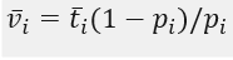 v̄ᵢ = t̄ᵢ(1 − pᵢ)/pᵢ